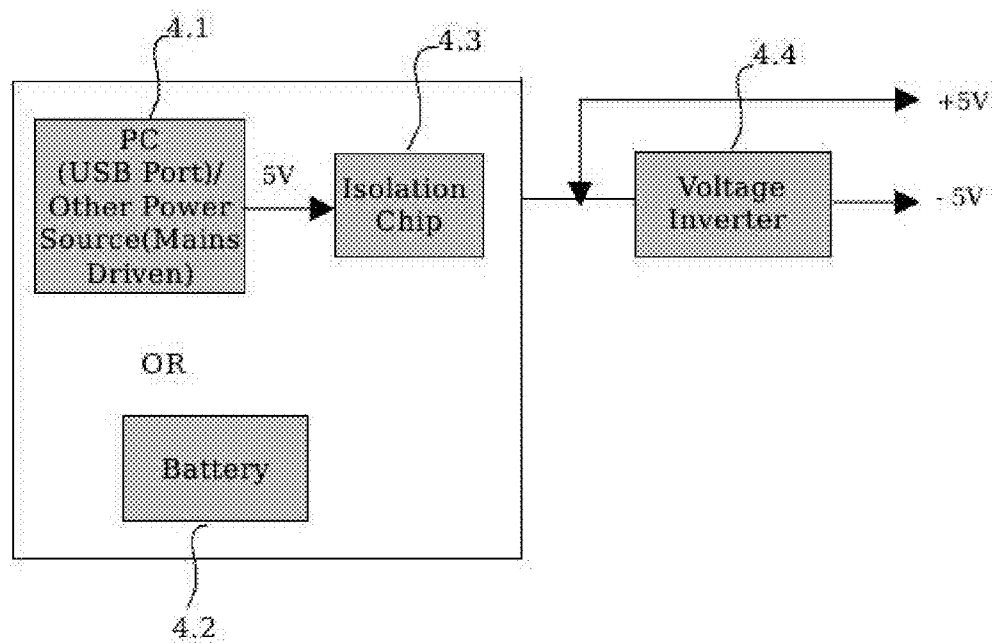 4.1
4.3
4.4
+5V
PC
(USB Port)/
Other Power
Source(Mains
Driven)
5V
Isolation
Chip
Voltage
Inverter
- 5V
OR
Battery
4.2